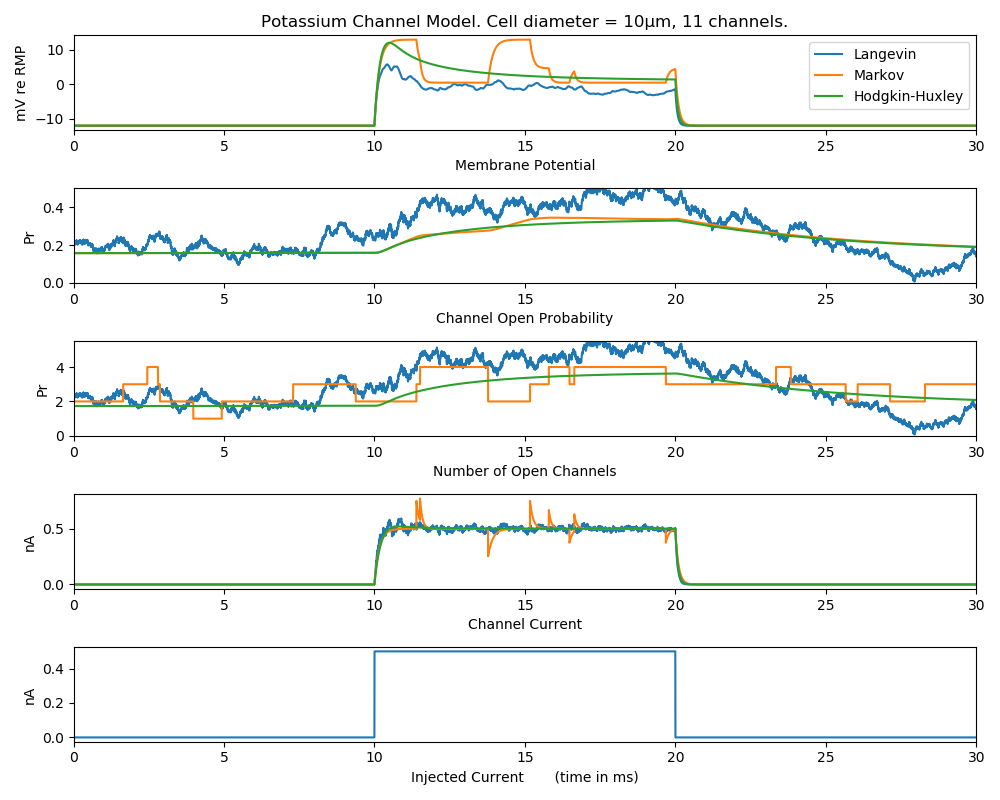 Potassium Channel Model. Cell diameter = 10μm, 11 channels.
mV re RMP
10
0
−10
Langevin
Markov
Hodgkin-Huxley
0 5 10 15 20 25 30
Membrane Potential
Pr
0.4
0.2
0.0
0 5 10 15 20 25 30
Channel Open Probability
Pr
4
2
0
0 5 10 15 20 25 30
Number of Open Channels
nA
0.5
0.0
0 5 10 15 20 25 30
Channel Current
nA
0.4
0.2
0.0
0 5 10 15 20 25 30
Injected Current (time in ms)